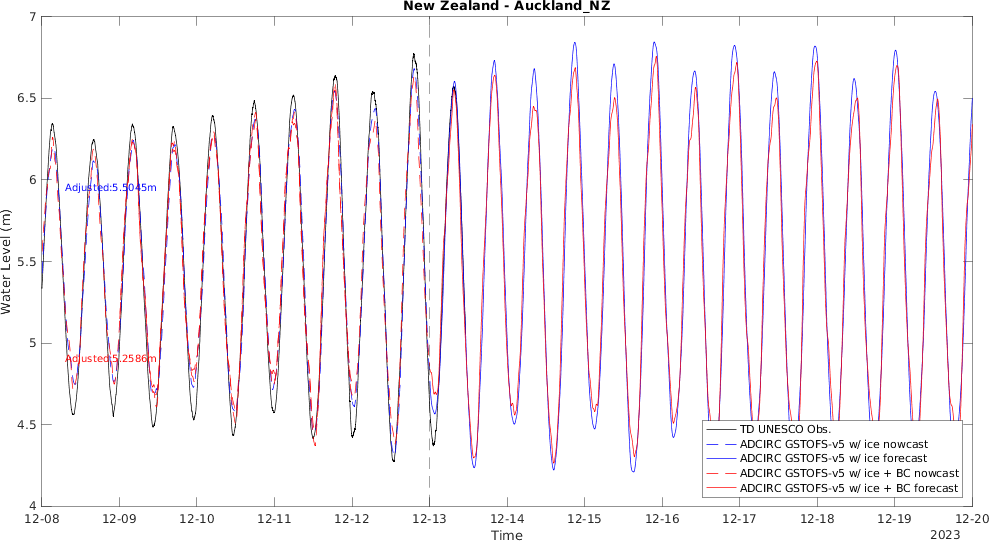 New Zealand - Auckland_NZ
Water Level (m)
7
6.5
6
5.5
5
4.5
4
Adjusted:5.5045m
Adjusted:5.2586m
TD UNESCO Obs.
ADCIRC GSTOFS-v5 w/ ice nowcast
ADCIRC GSTOFS-v5 w/ ice forecast
ADCIRC GSTOFS-v5 w/ ice + BC nowcast
ADCIRC GSTOFS-v5 w/ ice + BC forecast
12-08 12-09 12-10 12-11 12-12 12-13 12-14 12-15 12-16 12-17 12-18 12-19 12-20
Time
2023